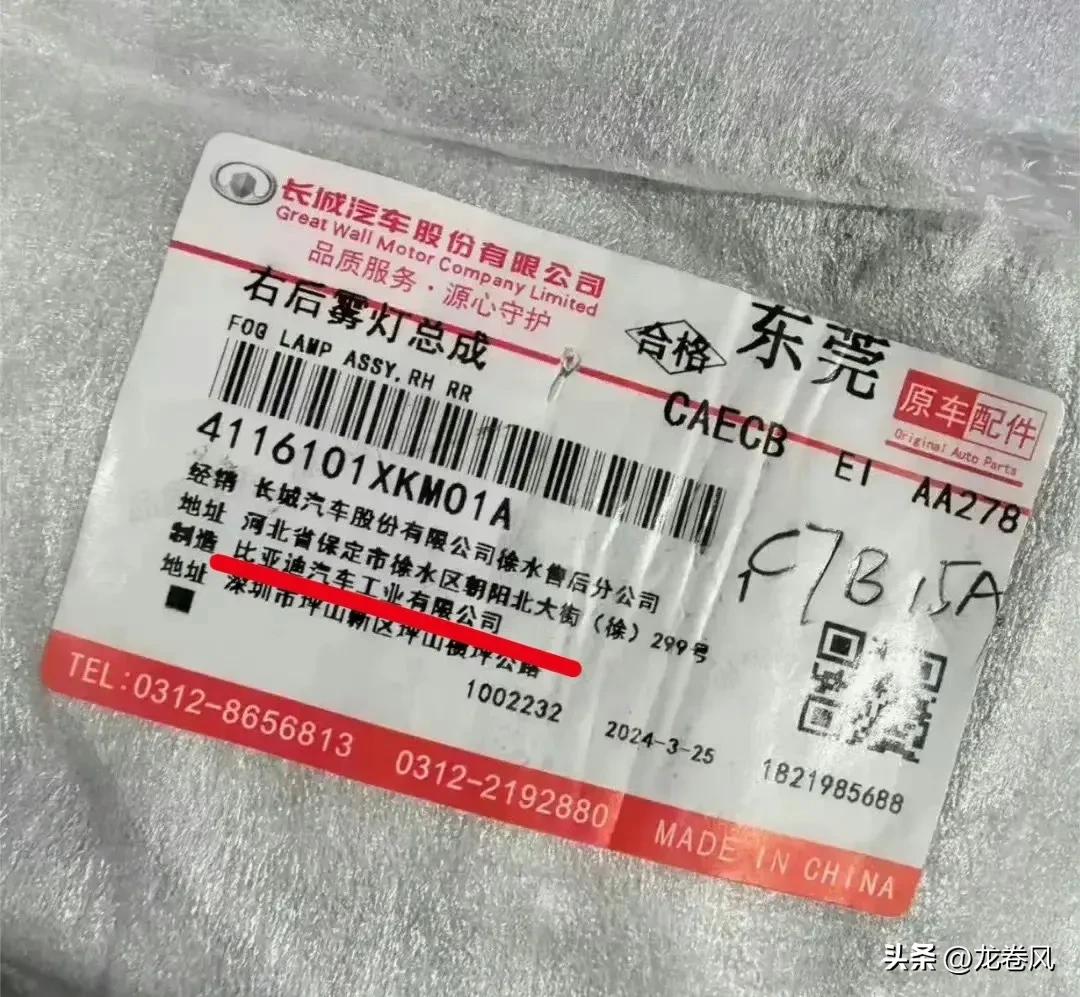 长城汽车股份有限公司
Great Wall Motor Company Limited
品质服务·源心守护
右后雾灯总成
FOG LAMP ASSY,RH RR
合格
东莞
CAECB
EI
AA278
原车配件
Original Auto Parts
4116101XKM01A
C7B15A
经销 长城汽车股份有限公司徐水售后分公司
地址 河北省保定市徐水区朝阳北大街(徐)299号
制造 比亚迪汽车工业有限公司
地址 深圳市坪山新区坪山横坪公路
1002232
2024-3-25
1821985688
TEL:0312-8656813 0312-2192880
MADE IN CHINA
头条 @龙卷风